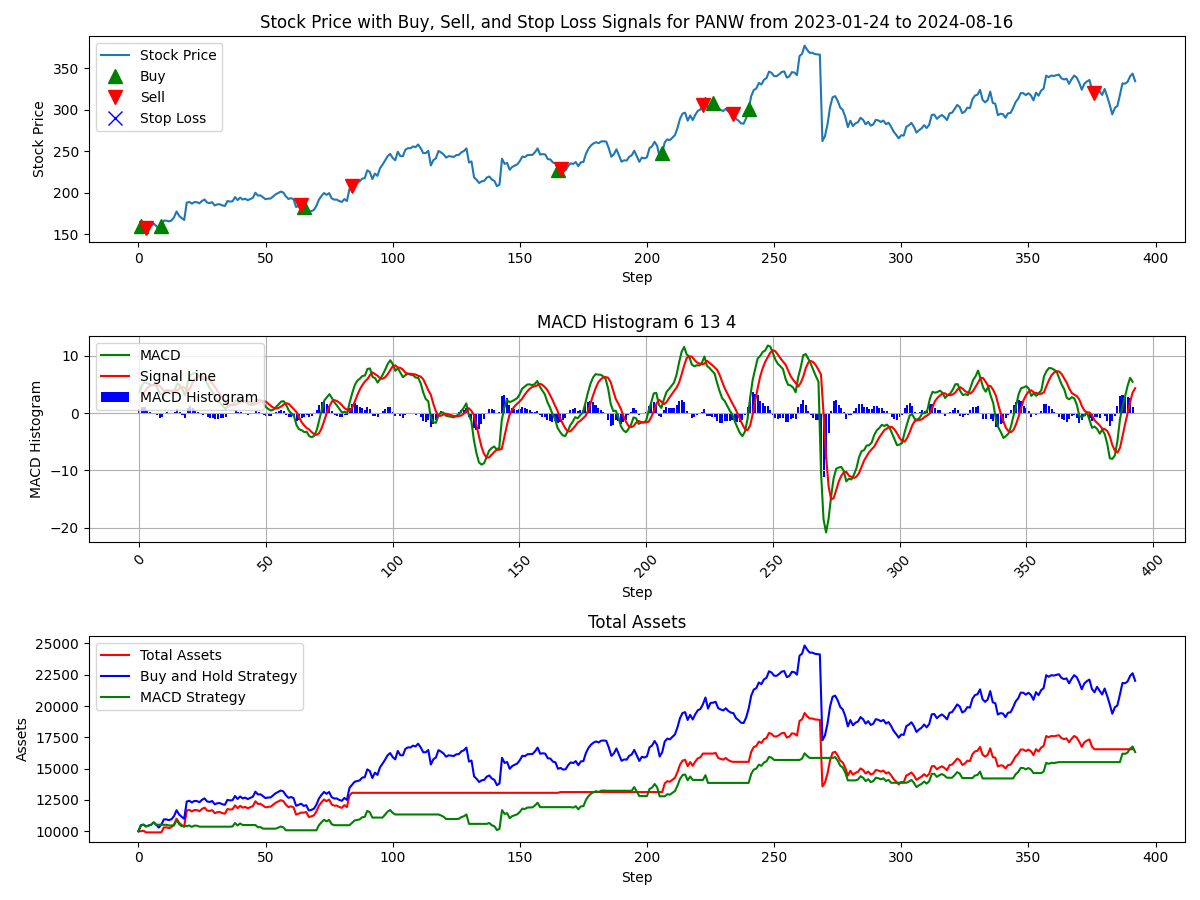 Stock Price with Buy, Sell, and Stop Loss Signals for PANW from 2023-01-24 to 2024-08-16
Stock Price
Buy
Sell
Stop Loss
Stock Price
350
300
250
200
150
0 50 100 150 200 250 300 350 400
Step
MACD Histogram 6 13 4
MACD
Signal Line
MACD Histogram
MACD Histogram
10
0
−10
−20
0 50 100 150 200 250 300 350 400
Step
Total Assets
Total Assets
Buy and Hold Strategy
MACD Strategy
Assets
25000
22500
20000
17500
15000
12500
10000
0 50 100 150 200 250 300 350 400
Step